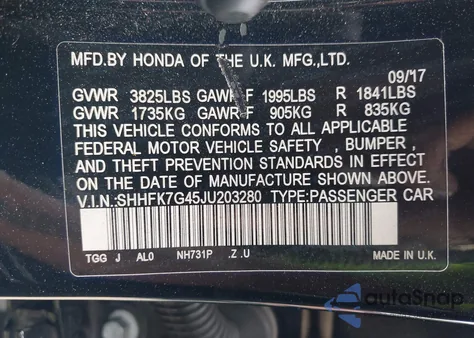 MFD.BY HONDA OF THE U.K. MFG.,LTD.
09/17
GVWR 3825LBS GAWR F 1995LBS R 1841LBS
GVWR 1735KG GAWR F 905KG R 835KG
THIS VEHICLE CONFORMS TO ALL APPLICABLE
FEDERAL MOTOR VEHICLE SAFETY , BUMPER ,
AND THEFT PREVENTION STANDARDS IN EFFECT
ON THE DATE OF MANUFACTURE SHOWN ABOVE.
V.I.N.:SHHFK7G45JU203280 TYPE:PASSENGER CAR
TGG J AL0 NH731P .Z .U MADE IN U.K.
autoSnap